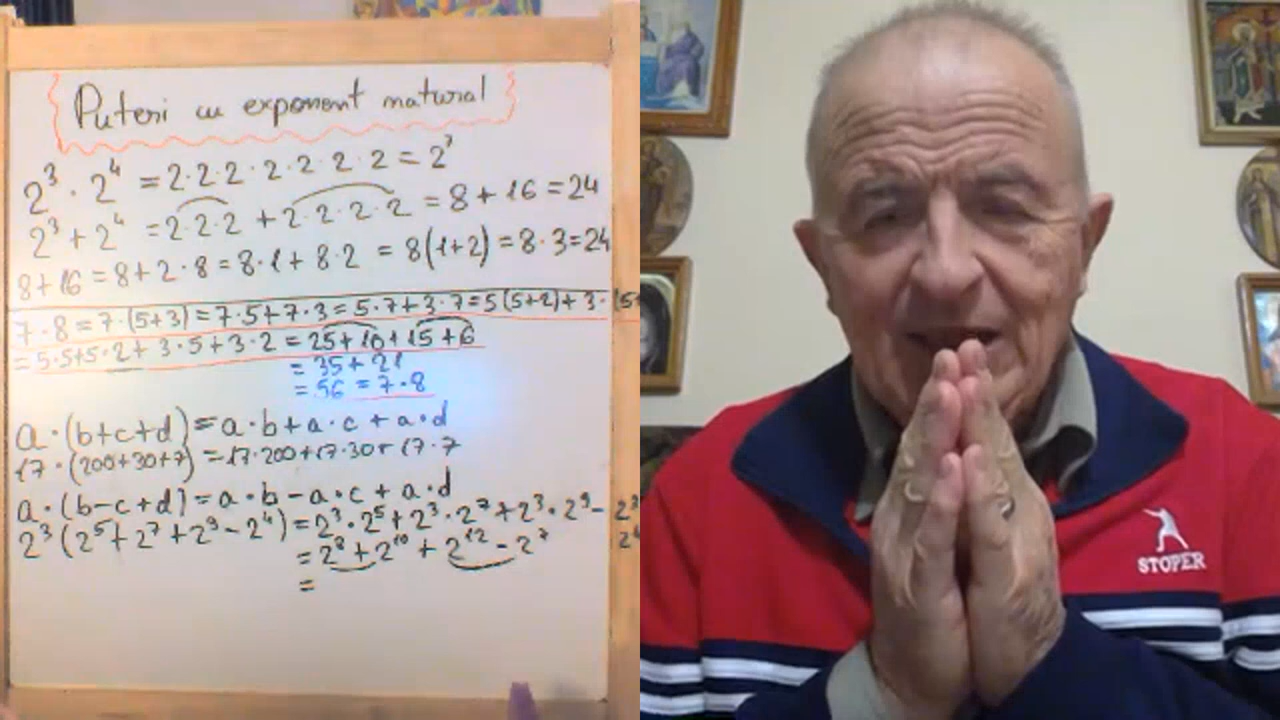 Puteri cu exponent natural
2³ · 2⁴ = 2·2·2·2·2·2·2 = 2⁷
2³ + 2⁴ = 2·2·2 + 2·2·2·2 = 8 + 16 = 24
8+16 = 8+2·8 = 8·1 + 8·2 = 8(1+2) = 8·3 = 24
7·8 = 7·(5+3) = 7·5+7·3 = 5·7+3·7 = 5(5+2)+3·(5+
= 5·5+5·2+3·5+3·2 = 25+10+15+6
= 35 + 21
= 56 = 7·8
a·(b+c+d) = a·b+a·c+a·d
17·(200+30+7) = 17·200+17·30+17·7
a·(b-c+d) = a·b-a·c+a·d
2³(2⁵+2⁷+2⁹-2⁴) = 2³·2⁵+2³·2⁷+2³·2⁹-2³
2⁴
= 2⁸+2¹⁰+2¹²-2⁷
=
STOPER